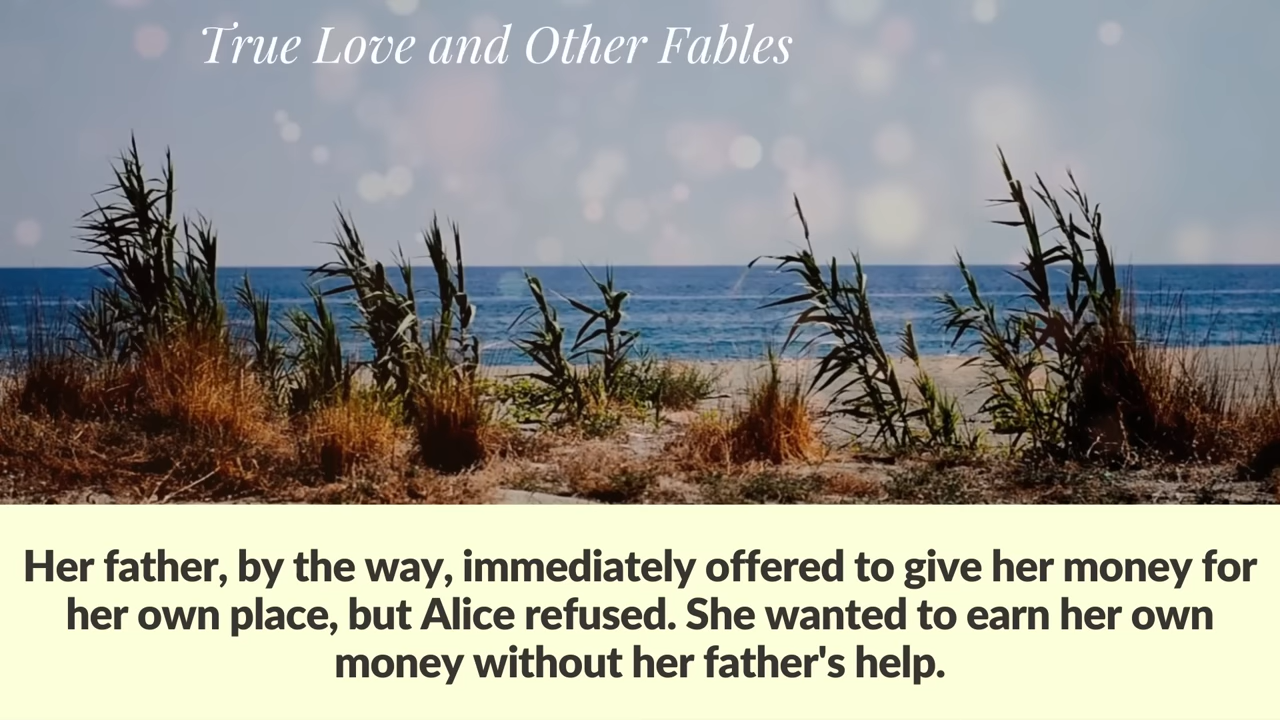 True Love and Other Fables
Her father, by the way, immediately offered to give her money for
her own place, but Alice refused. She wanted to earn her own
money without her father's help.